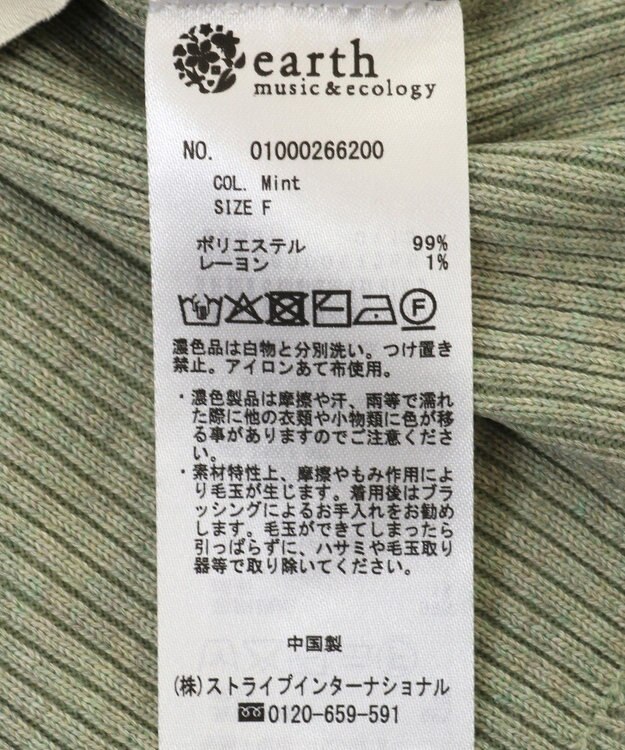 earth
music&ecology
NO. 01000266200
COL. Mint
SIZE F
ポリエステル 99%
レーヨン 1%
F
濃色品は白物と分別洗い。つけ置き
禁止。アイロンあて布使用。
・濃色製品は摩擦や汗、雨等で濡れ
た際に他の衣類や小物類に色が移
る事がありますのでご注意くださ
い。
・素材特性上、摩擦やもみ作用によ
り毛玉が生じます。着用後はブラ
ッシングによるお手入れをお勧め
します。毛玉ができてしまったら
引っぱらずに、ハサミや毛玉取り
器等で取り除いてください。
中国製
(株)ストライプインターナショナル
0120-659-591